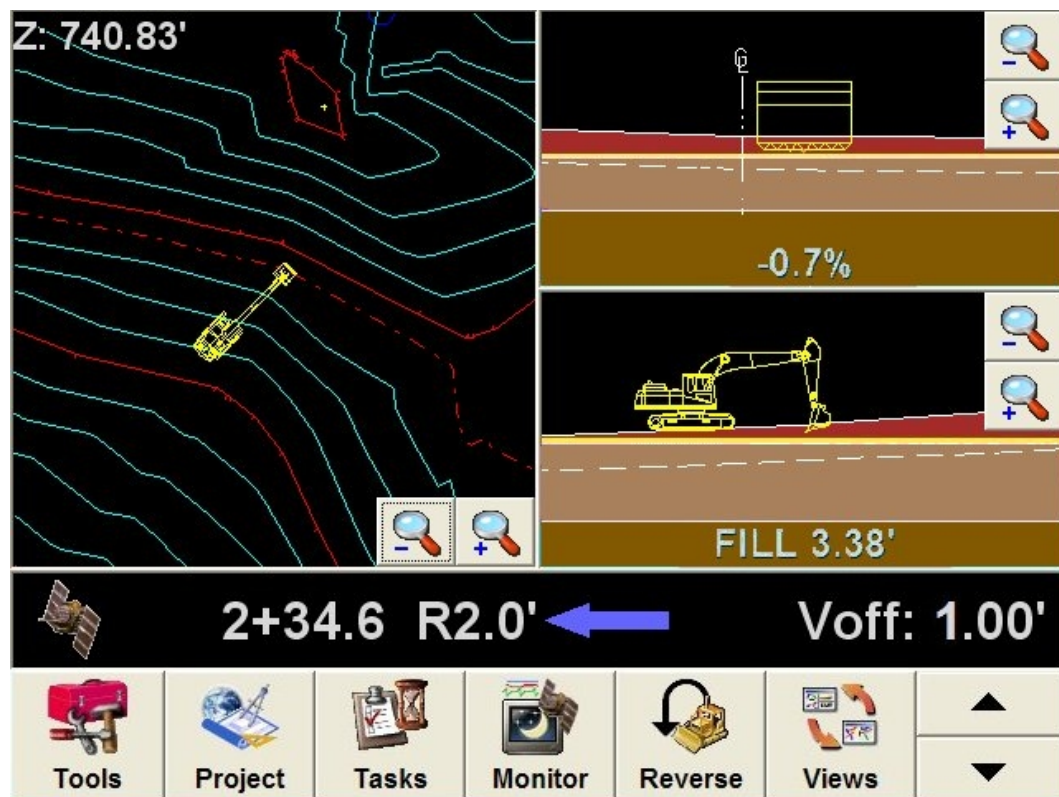 Z: 740.83'
℄
-0.7%
FILL 3.38'
2+34.6 R2.0'
Voff: 1.00'
Tools
Project
Tasks
Monitor
Reverse
Views